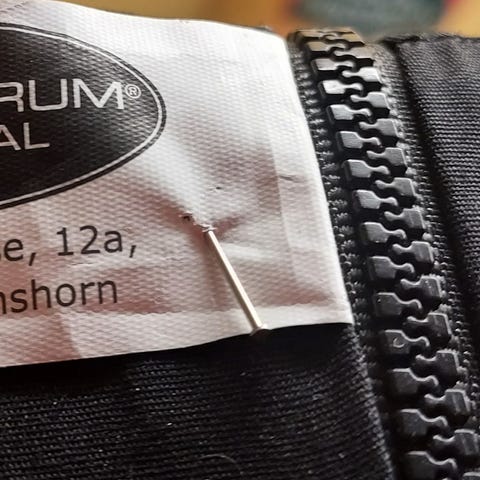 RUM®
AL
e, 12a,
nshorn